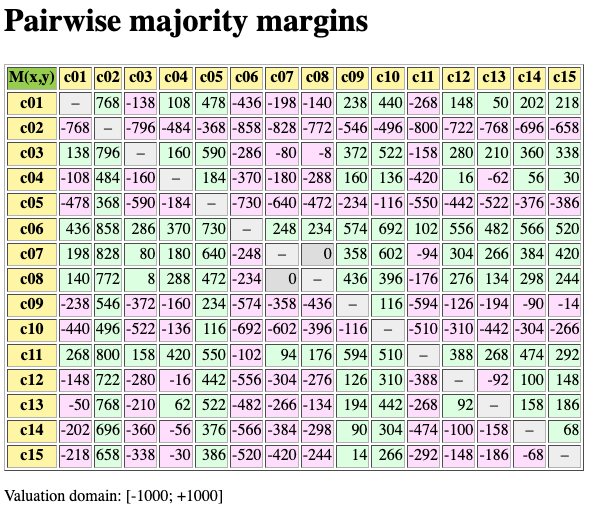 Pairwise majority margins
M(x,y) c01 c02 c03 c04 c05 c06 c07 c08 c09 c10 c11 c12 c13 c14 c15
c01 – 768 -138 108 478 -436 -198 -140 238 440 -268 148 50 202 218
c02 -768 – -796 -484 -368 -858 -828 -772 -546 -496 -800 -722 -768 -696 -658
c03 138 796 – 160 590 -286 -80 -8 372 522 -158 280 210 360 338
c04 -108 484 -160 – 184 -370 -180 -288 160 136 -420 16 -62 56 30
c05 -478 368 -590 -184 – -730 -640 -472 -234 -116 -550 -442 -522 -376 -386
c06 436 858 286 370 730 – 248 234 574 692 102 556 482 566 520
c07 198 828 80 180 640 -248 – 0 358 602 -94 304 266 384 420
c08 140 772 8 288 472 -234 0 – 436 396 -176 276 134 298 244
c09 -238 546 -372 -160 234 -574 -358 -436 – 116 -594 -126 -194 -90 -14
c10 -440 496 -522 -136 116 -692 -602 -396 -116 – -510 -310 -442 -304 -266
c11 268 800 158 420 550 -102 94 176 594 510 – 388 268 474 292
c12 -148 722 -280 -16 442 -556 -304 -276 126 310 -388 – -92 100 148
c13 -50 768 -210 62 522 -482 -266 -134 194 442 -268 92 – 158 186
c14 -202 696 -360 -56 376 -566 -384 -298 90 304 -474 -100 -158 – 68
c15 -218 658 -338 -30 386 -520 -420 -244 14 266 -292 -148 -186 -68 –
Valuation domain: [-1000; +1000]